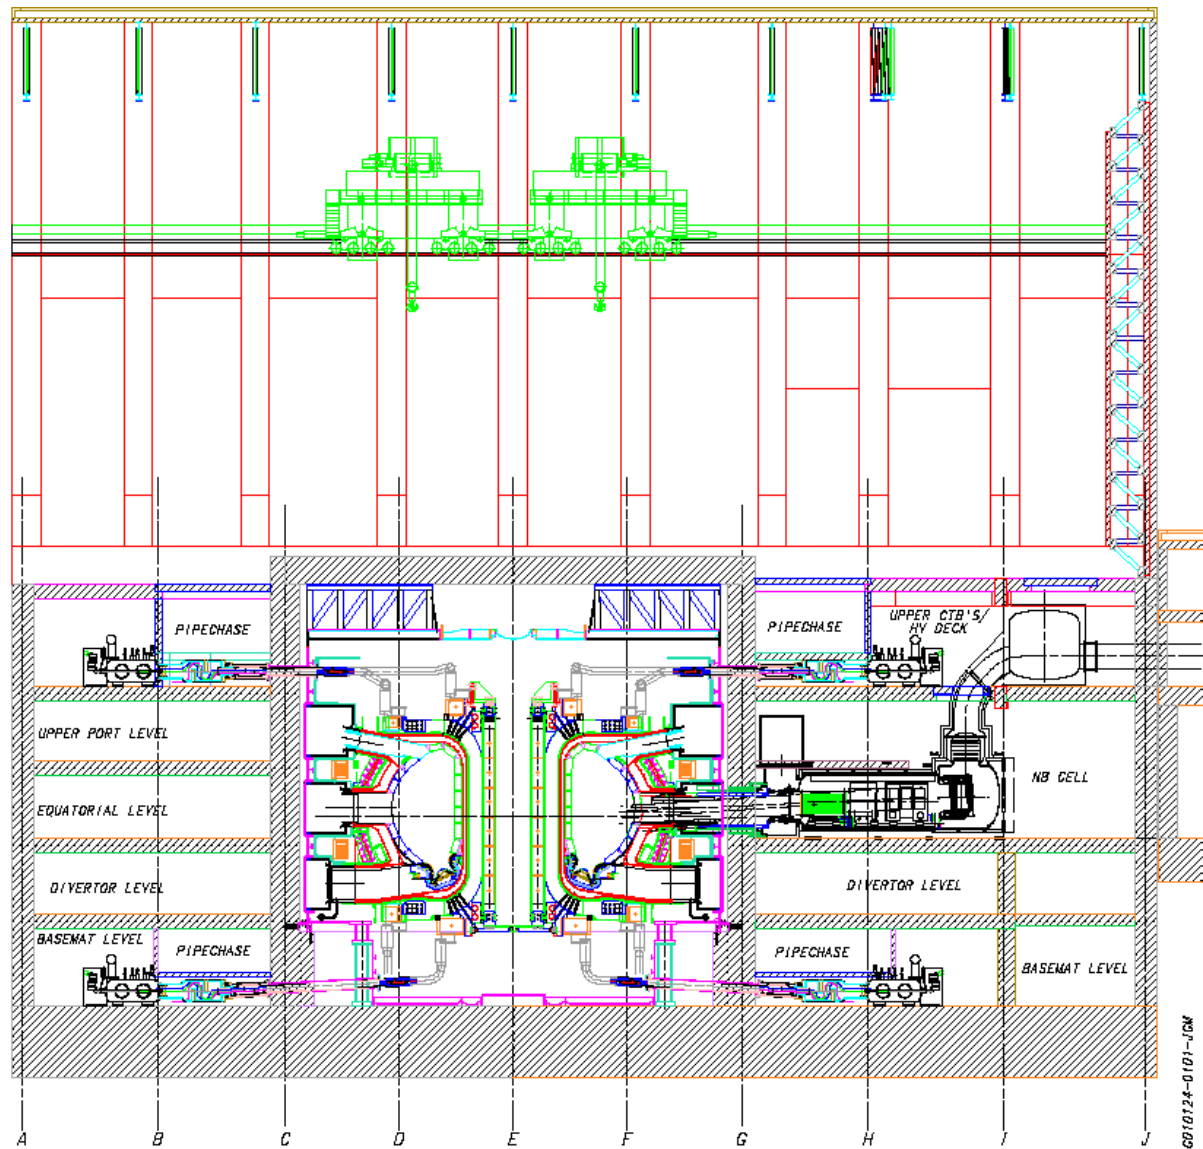 PIPECHASE
PIPECHASE
UPPER CTB'S/
HV DECK
UPPER PORT LEVEL
NB CELL
EQUATORIAL LEVEL
DIVERTOR LEVEL
DIVERTOR LEVEL
BASEMAT LEVEL
PIPECHASE
PIPECHASE
BASEMAT LEVEL
A B C D E F G H I J
G010124-0101-JGM